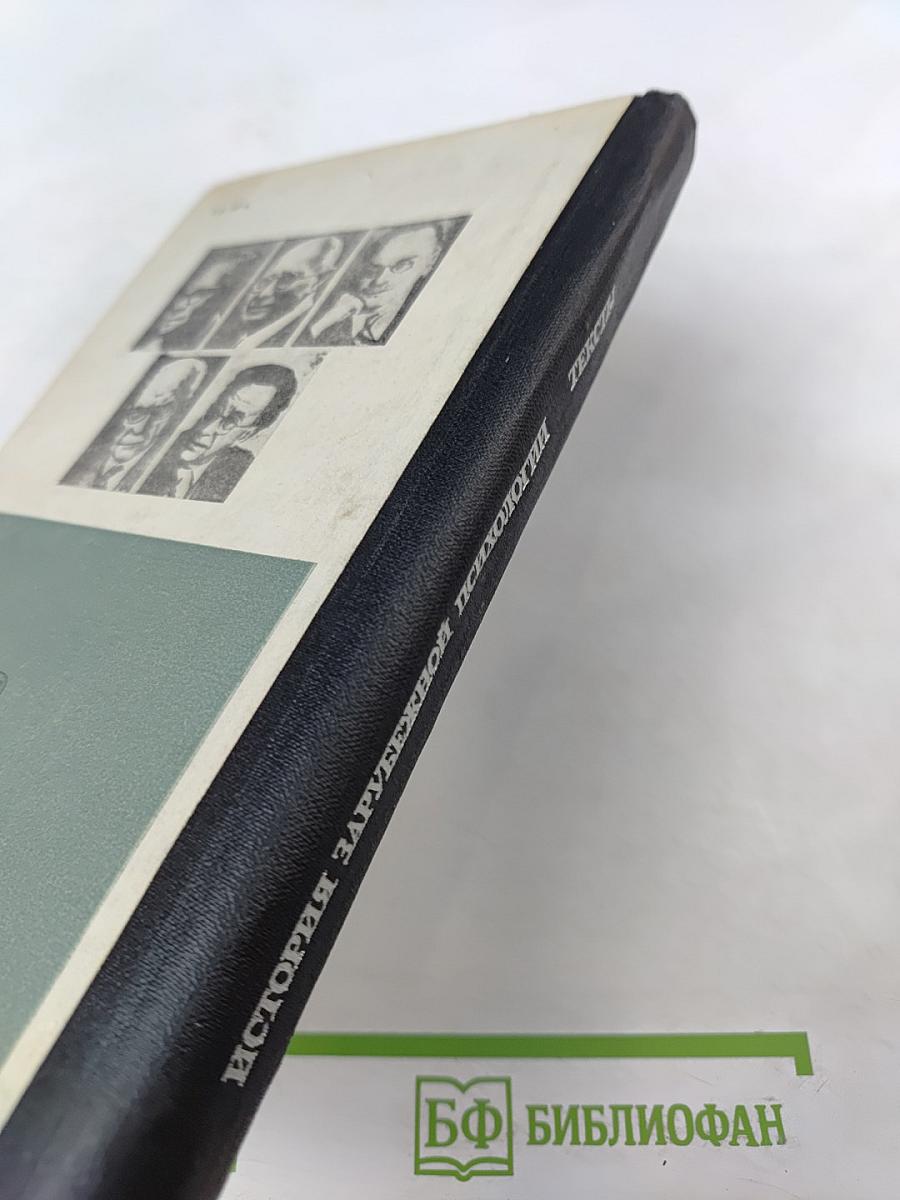 ИСТОРИЯ ЗАРУБЕЖНОЙ ПСИХОЛОГИИ ТЕКСТЫ
БФ БИБЛИОФАН